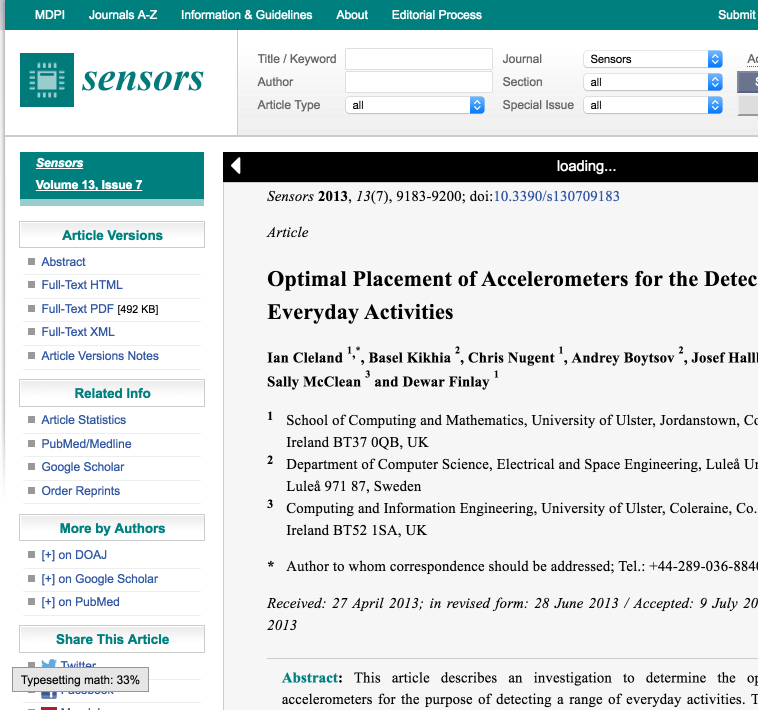 MDPI Journals A-Z Information & Guidelines About Editorial Process Submit
sensors
Title / Keyword
Author
Article Type all
Journal Sensors
Section all
Special Issue all
Sensors
Volume 13, Issue 7
Article Versions
Abstract
Full-Text HTML
Full-Text PDF [492 KB]
Full-Text XML
Article Versions Notes
Related Info
Article Statistics
PubMed/Medline
Google Scholar
Order Reprints
More by Authors
[+] on DOAJ
[+] on Google Scholar
[+] on PubMed
Share This Article
Twitter
Typesetting math: 33%
Facebook
loading...
Sensors 2013, 13(7), 9183-9200; doi:10.3390/s130709183
Article
Optimal Placement of Accelerometers for the Detec
Everyday Activities
Ian Cleland 1,*, Basel Kikhia 2, Chris Nugent 1, Andrey Boytsov 2, Josef Hall
Sally McClean 3 and Dewar Finlay 1
1 School of Computing and Mathematics, University of Ulster, Jordanstown, Co
Ireland BT37 0QB, UK
2 Department of Computer Science, Electrical and Space Engineering, Luleå Un
Luleå 971 87, Sweden
3 Computing and Information Engineering, University of Ulster, Coleraine, Co.
Ireland BT52 1SA, UK
* Author to whom correspondence should be addressed; Tel.: +44-289-036-884
Received: 27 April 2013; in revised form: 28 June 2013 / Accepted: 9 July 20
2013
Abstract: This article describes an investigation to determine the op
accelerometers for the purpose of detecting a range of everyday activities. T